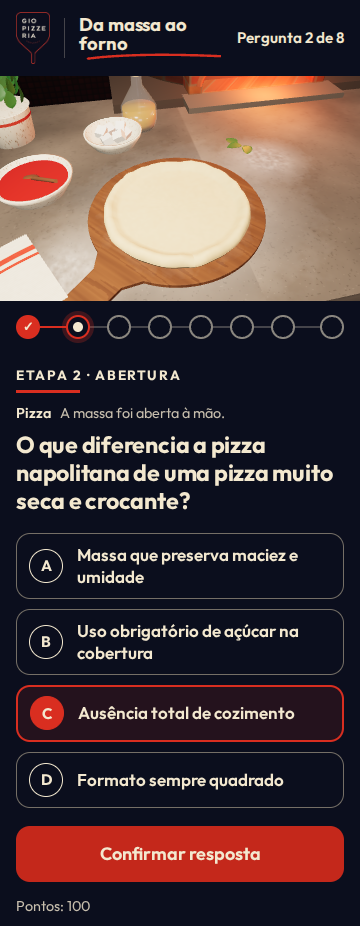 GIO
PIZZE
RIA
Da massa ao
forno
Pergunta 2 de 8
✓
ETAPA 2 · ABERTURA
Pizza A massa foi aberta à mão.
O que diferencia a pizza
napolitana de uma pizza muito
seca e crocante?
A Massa que preserva maciez e
umidade
B Uso obrigatório de açúcar na
cobertura
C Ausência total de cozimento
D Formato sempre quadrado
Confirmar resposta
Pontos: 100